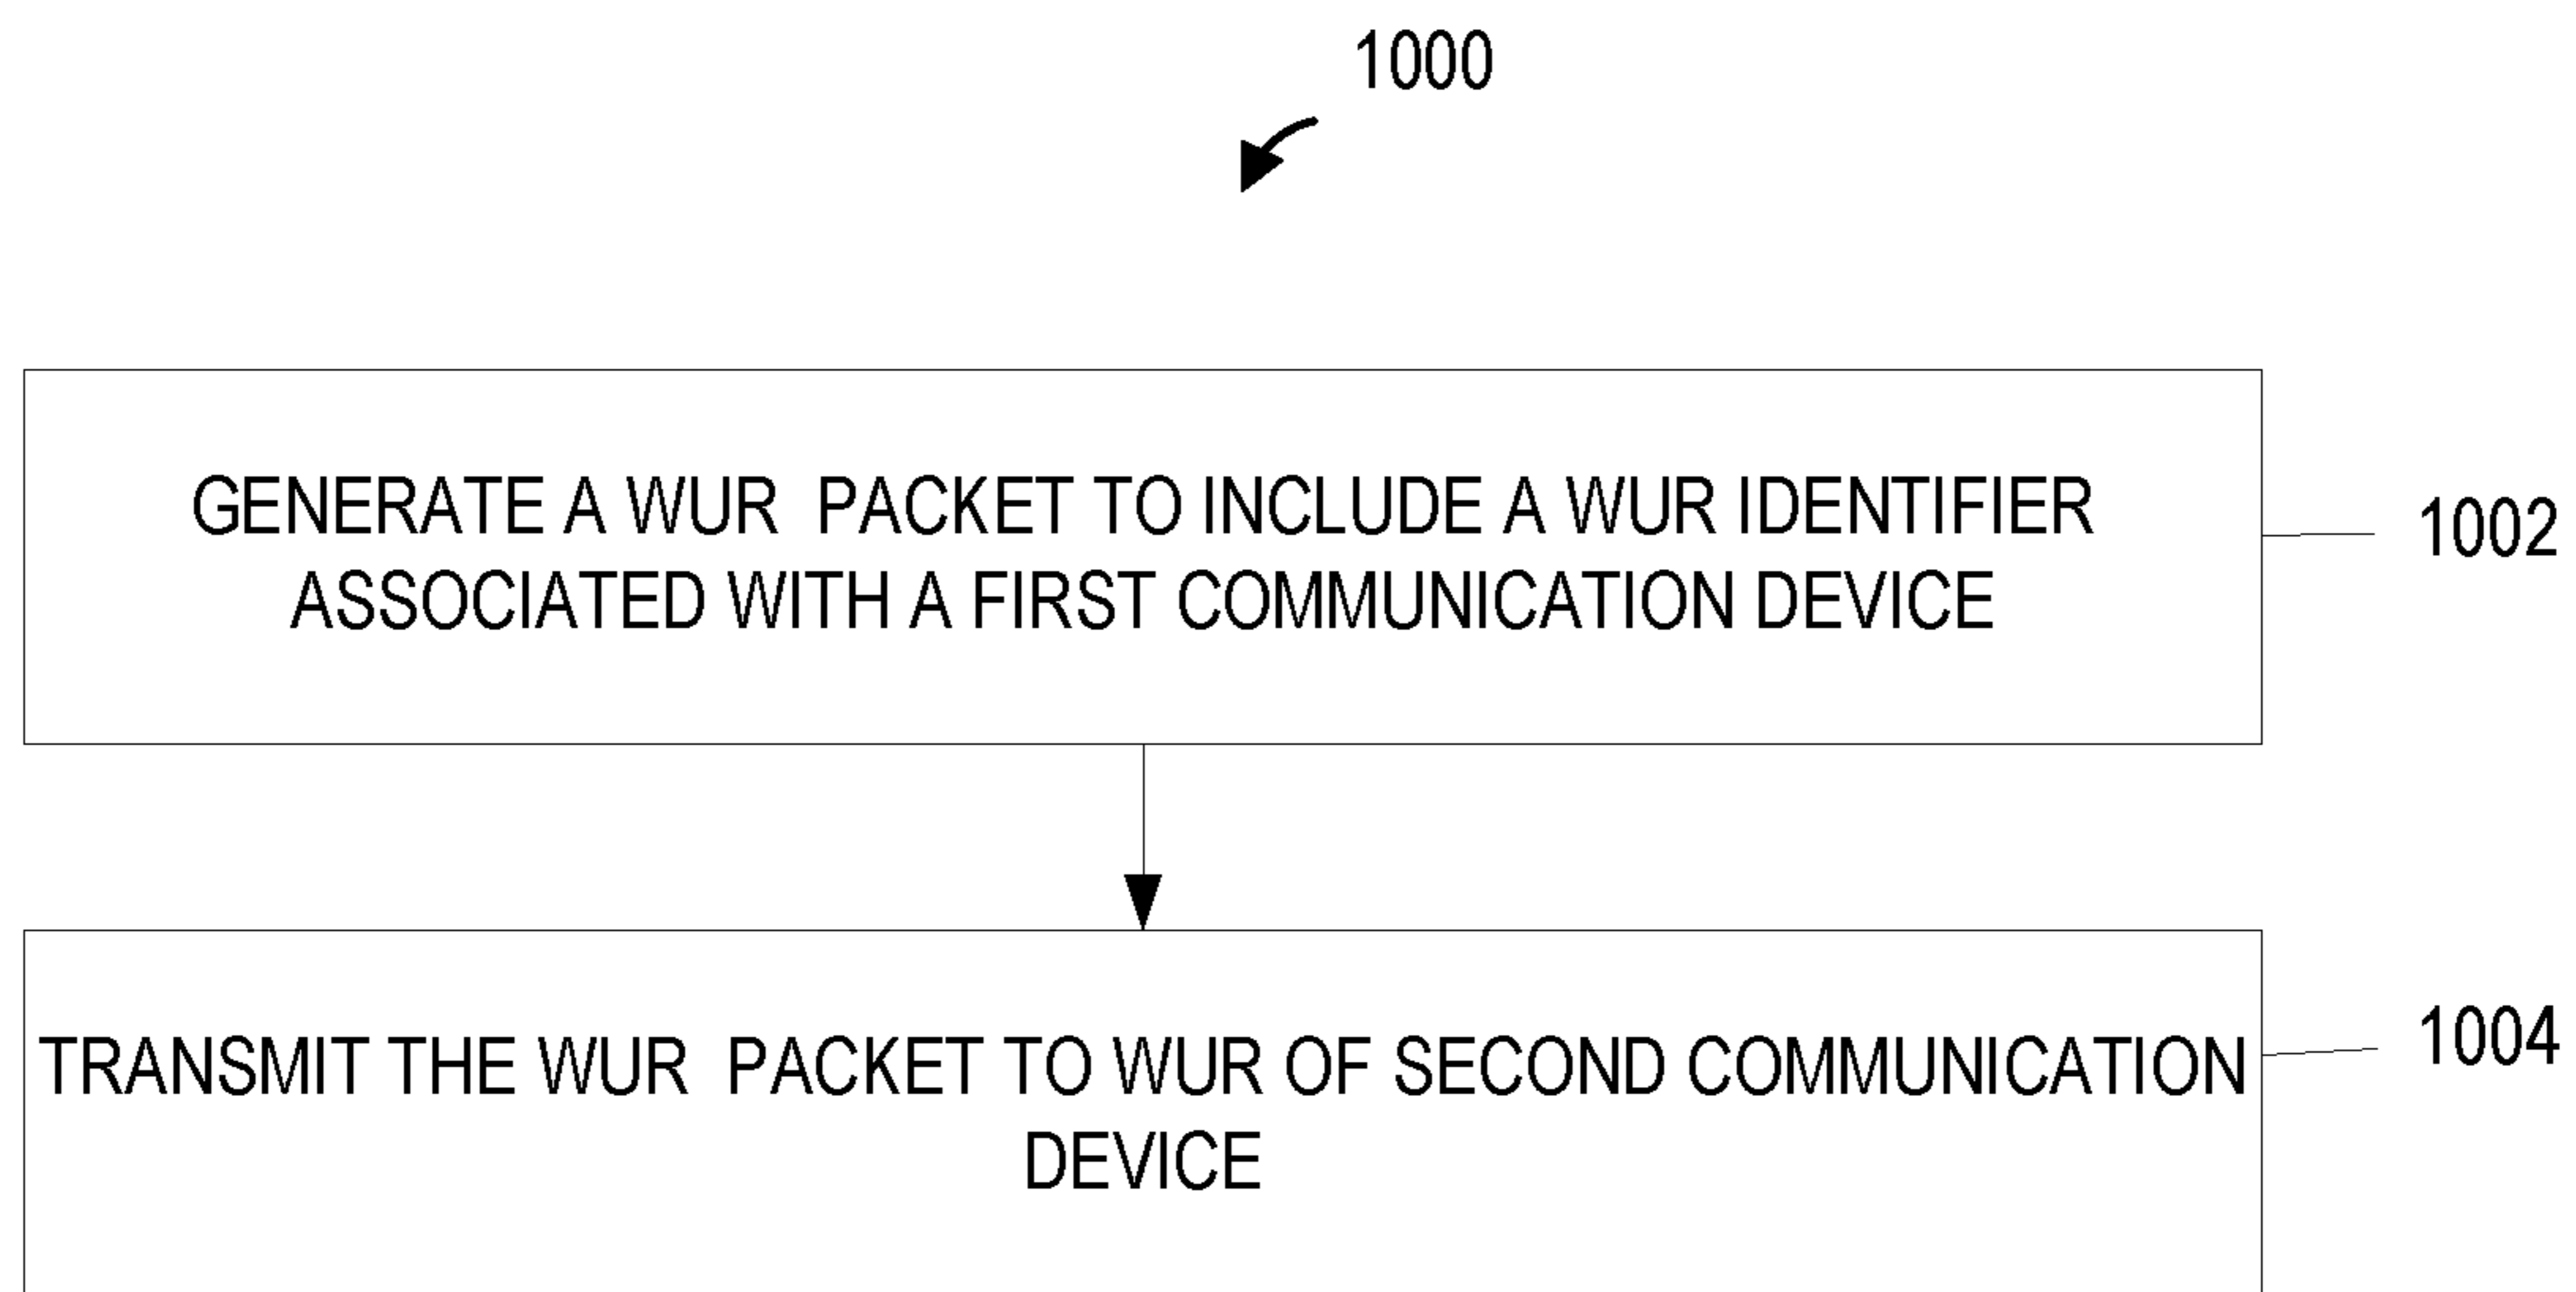 1000
GENERATE A WUR PACKET TO INCLUDE A WUR IDENTIFIER
ASSOCIATED WITH A FIRST COMMUNICATION DEVICE
1002
TRANSMIT THE WUR PACKET TO WUR OF SECOND COMMUNICATION
DEVICE
1004